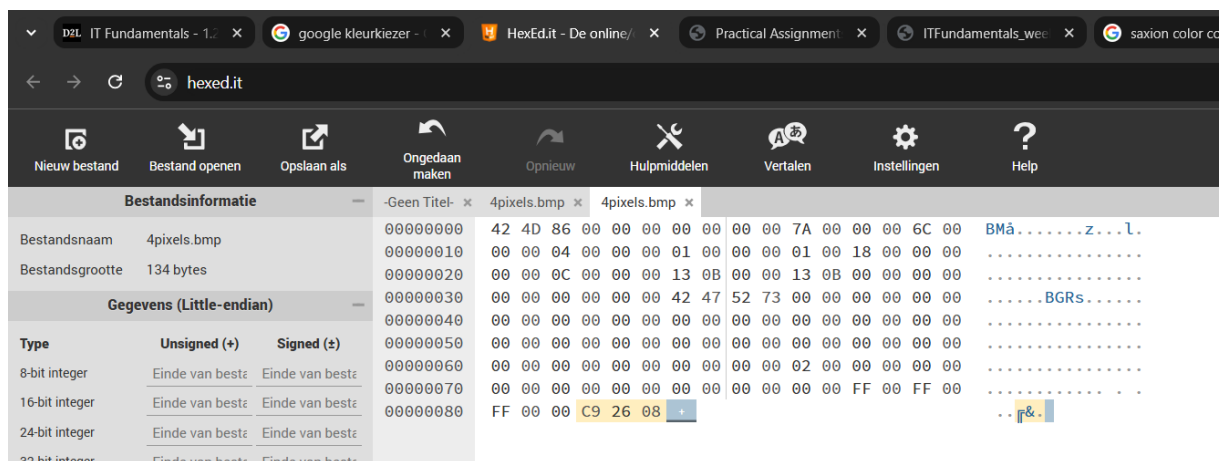 IT Fundamentals - 1.2
google kleurkiezer - (
HexEd.it - De online/
Practical Assignment
ITFundamentals_wee
saxion color co
hexed.it
Nieuw bestand
Bestand openen
Opslaan als
Ongedaan maken
Opnieuw
Hulpmiddelen
Vertalen
Instellingen
Help
Bestandsinformatie
-Geen Titel-
4pixels.bmp
4pixels.bmp
Bestandsnaam 4pixels.bmp
Bestandsgrootte 134 bytes
Gegevens (Little-endian)
Type Unsigned (+) Signed (±)
8-bit integer Einde van besta Einde van besta
16-bit integer Einde van besta Einde van besta
24-bit integer Einde van besta Einde van besta
32-bit integer Einde van besta Einde van besta
00000000 42 4D 86 00 00 00 00 00 00 00 7A 00 00 00 6C 00 BMå.......z...l.
00000010 00 00 04 00 00 00 01 00 00 00 01 00 18 00 00 00 ................
00000020 00 00 0C 00 00 00 13 0B 00 00 13 0B 00 00 00 00 ................
00000030 00 00 00 00 00 00 42 47 52 73 00 00 00 00 00 00 ......BGRs......
00000040 00 00 00 00 00 00 00 00 00 00 00 00 00 00 00 00 ................
00000050 00 00 00 00 00 00 00 00 00 00 00 00 00 00 00 00 ................
00000060 00 00 00 00 00 00 00 00 00 00 02 00 00 00 00 00 ................
00000070 00 00 00 00 00 00 00 00 00 00 00 00 FF 00 FF 00 ............ . .
00000080 FF 00 00 C9 26 08 + ..╔&.